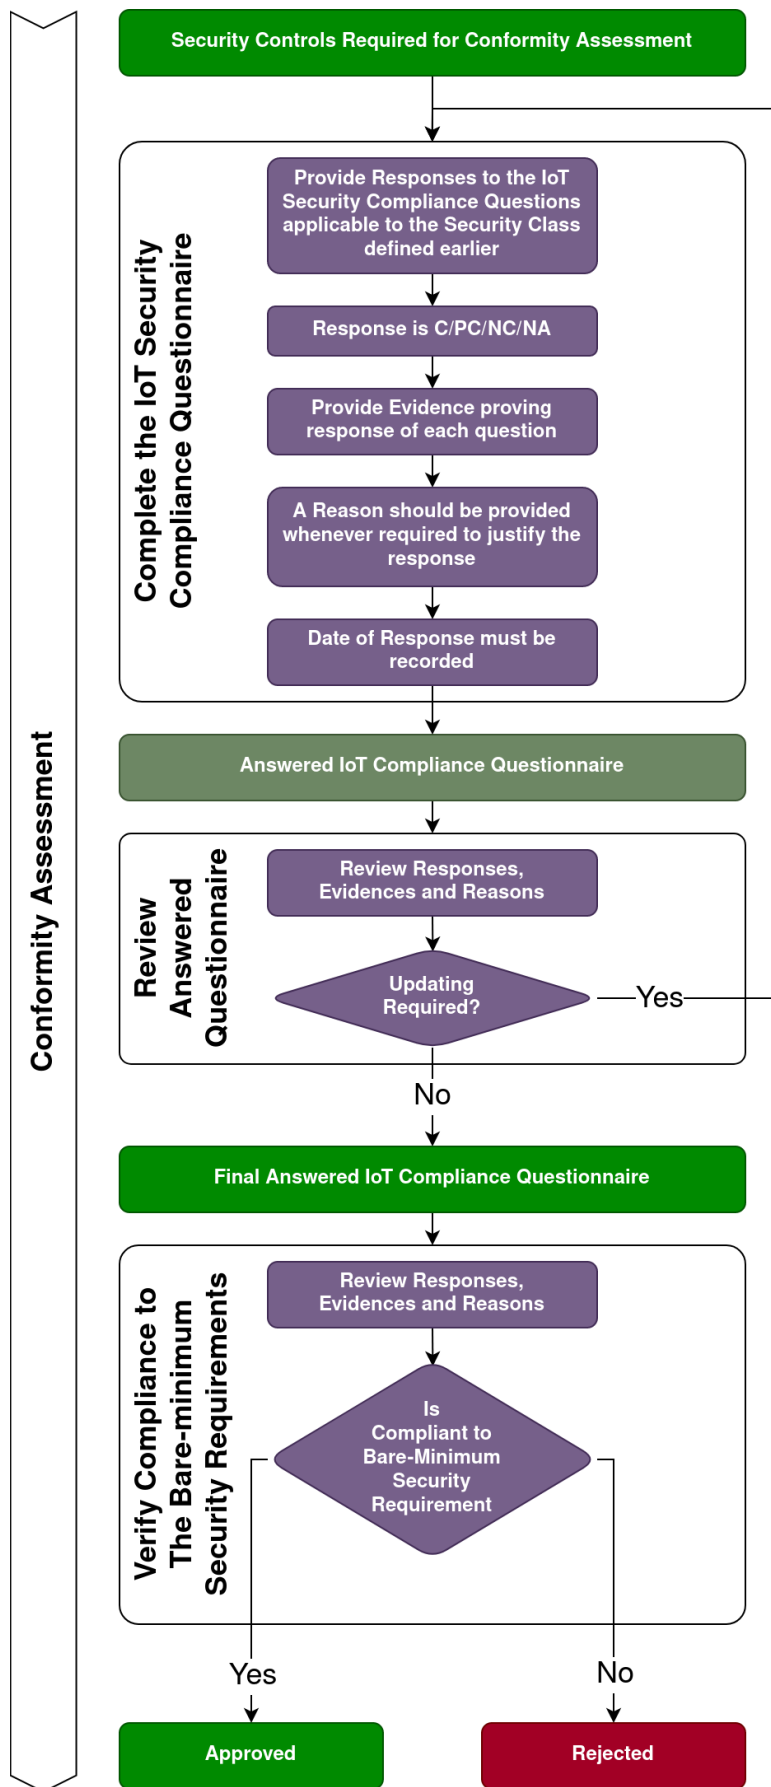 Security Controls Required for Conformity Assessment
Complete the IoT Security
Compliance Questionnaire
Provide Responses to the IoT
Security Compliance Questions
applicable to the Security Class
defined earlier
Response is C/PC/NC/NA
Provide Evidence proving
response of each question
A Reason should be provided
whenever required to justify the
response
Date of Response must be
recorded
Conformity Assessment
Answered IoT Compliance Questionnaire
Review
Answered
Questionnaire
Review Responses,
Evidences and Reasons
Updating
Required?
Yes
No
Final Answered IoT Compliance Questionnaire
Verify Compliance to
The Bare-minimum
Security Requirements
Review Responses,
Evidences and Reasons
Is
Compliant to
Bare-Minimum
Security
Requirement
Yes
No
Approved
Rejected